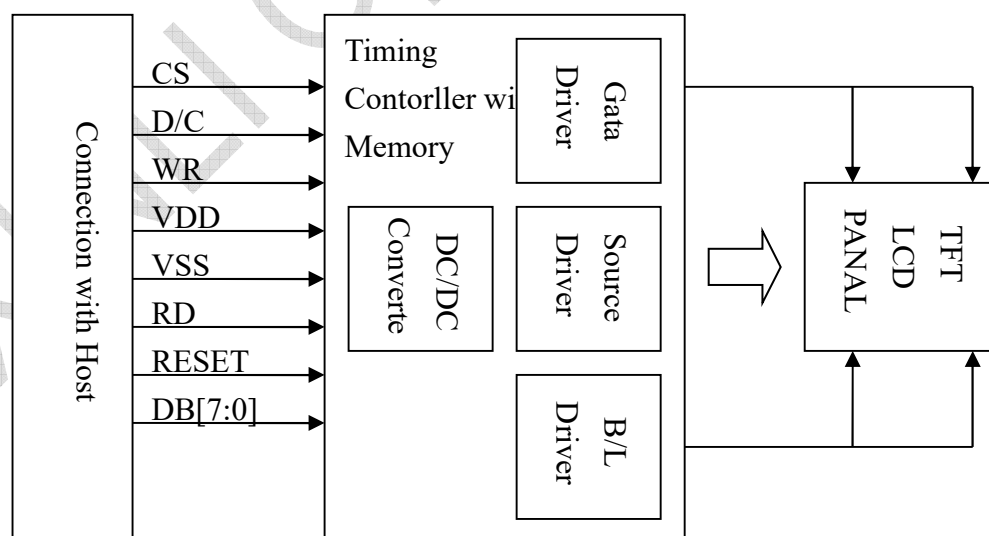 Connection with Host
CS
D/C
WR
VDD
VSS
RD
RESET
DB[7:0]
Timing
Contorller wi
Memory
Gata
Driver
DC/DC
Converte
Source
Driver
B/L
Driver
TFT
LCD
PANAL